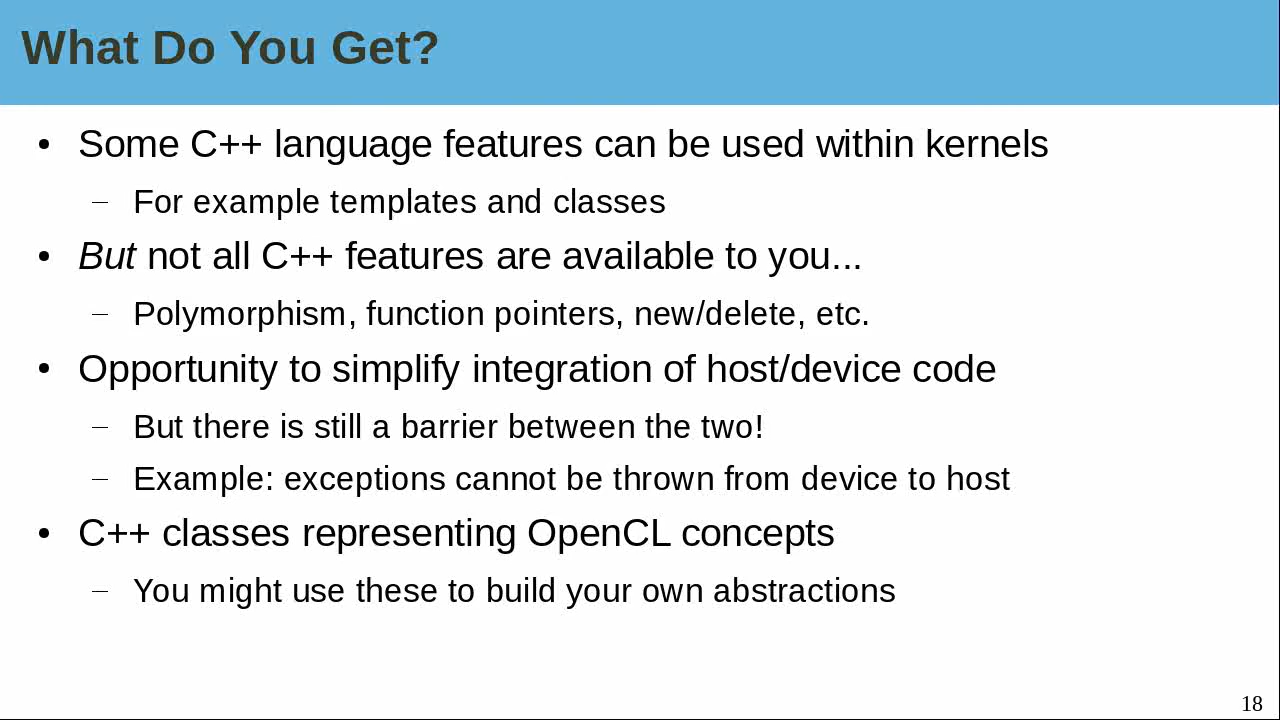 What Do You Get?
• Some C++ language features can be used within kernels
– For example templates and classes
• But not all C++ features are available to you...
– Polymorphism, function pointers, new/delete, etc.
• Opportunity to simplify integration of host/device code
– But there is still a barrier between the two!
– Example: exceptions cannot be thrown from device to host
• C++ classes representing OpenCL concepts
– You might use these to build your own abstractions
18